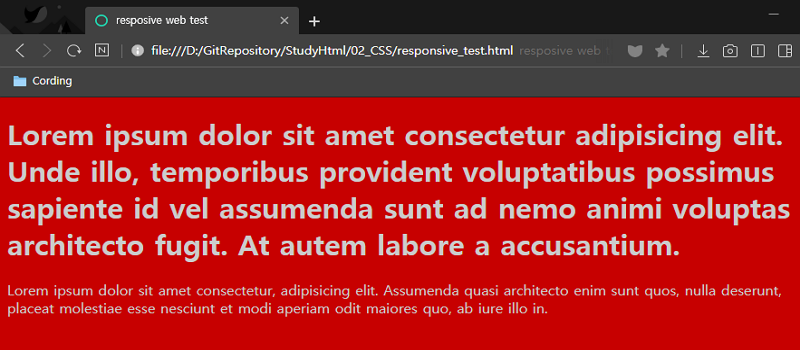 resposive web test
N
file:///D:/GitRepository/StudyHtml/02_CSS/responsive_test.html resposive web t
Cording
Lorem ipsum dolor sit amet consectetur adipisicing elit.
Unde illo, temporibus provident voluptatibus possimus
sapiente id vel assumenda sunt ad nemo animi voluptas
architecto fugit. At autem labore a accusantium.
Lorem ipsum dolor sit amet consectetur, adipisicing elit. Assumenda quasi architecto enim sunt quos, nulla deserunt,
placeat molestiae esse nesciunt et modi aperiam odit maiores quo, ab iure illo in.